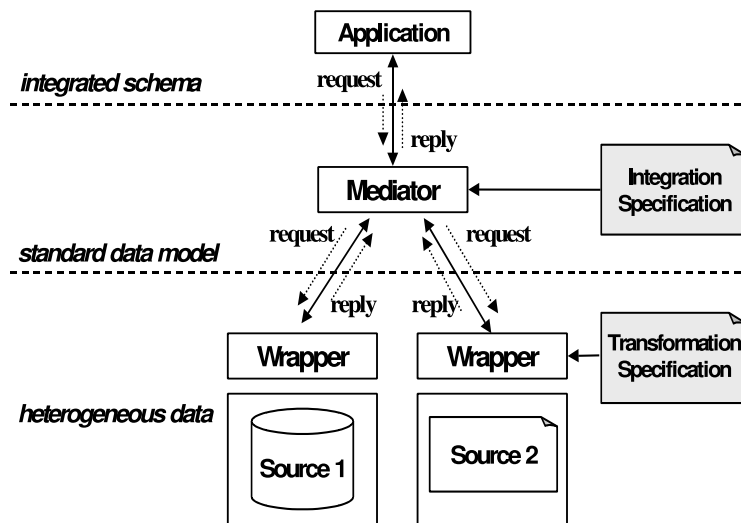 Application
request
integrated schema
reply
Mediator
Integration
Specification
request
request
standard data model
reply
reply
Wrapper
Wrapper
Transformation
Specification
heterogeneous data
Source 1
Source 2